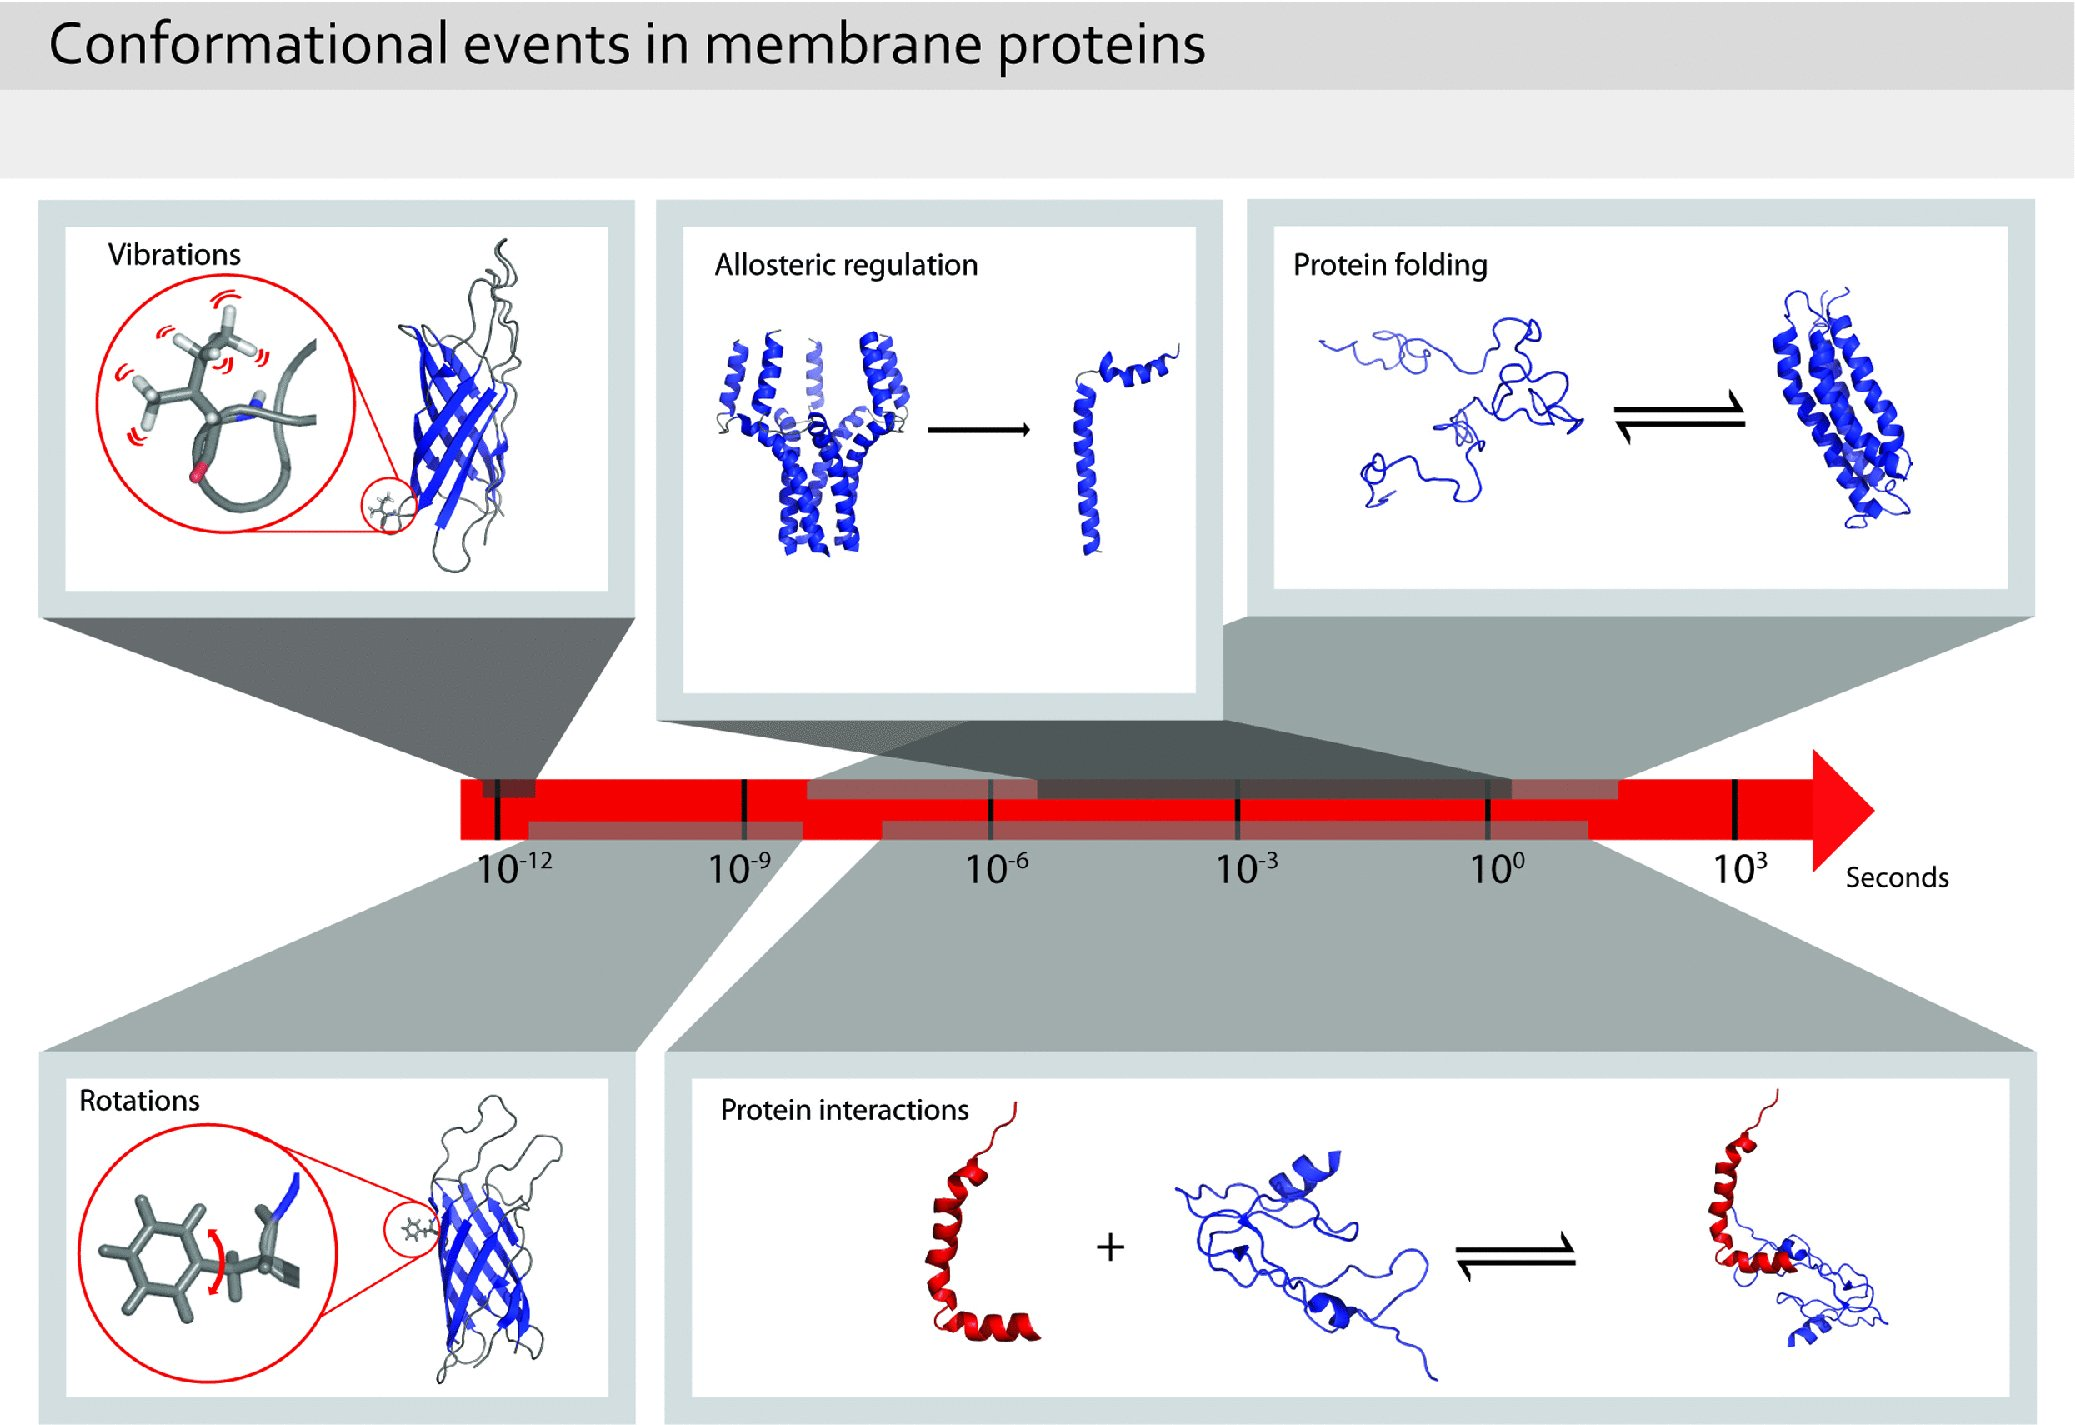 Conformational events in membrane proteins
Vibrations
Allosteric regulation
Protein folding
10⁻¹² 10⁻⁹ 10⁻⁶ 10⁻³ 10⁰ 10³ Seconds
Rotations
Protein interactions
+